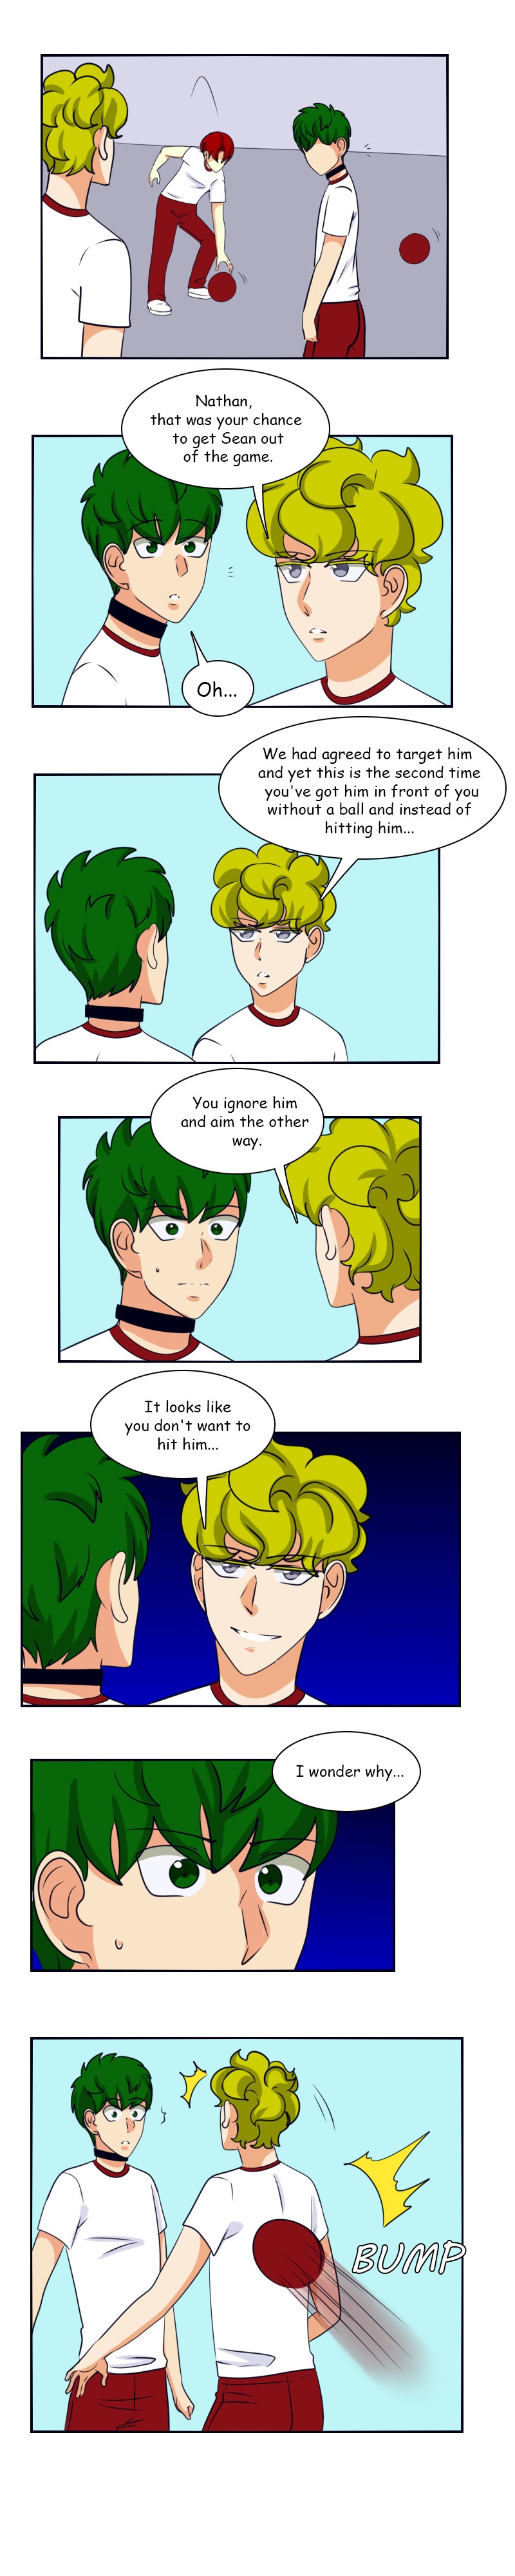 Nathan,
that was your chance
to get Sean out
of the game.
Oh...
We had agreed to target him
and yet this is the second time
you've got him in front of you
without a ball and instead of
hitting him...
You ignore him
and aim the other
way.
It looks like
you don't want to
hit him...
I wonder why...
BUMP